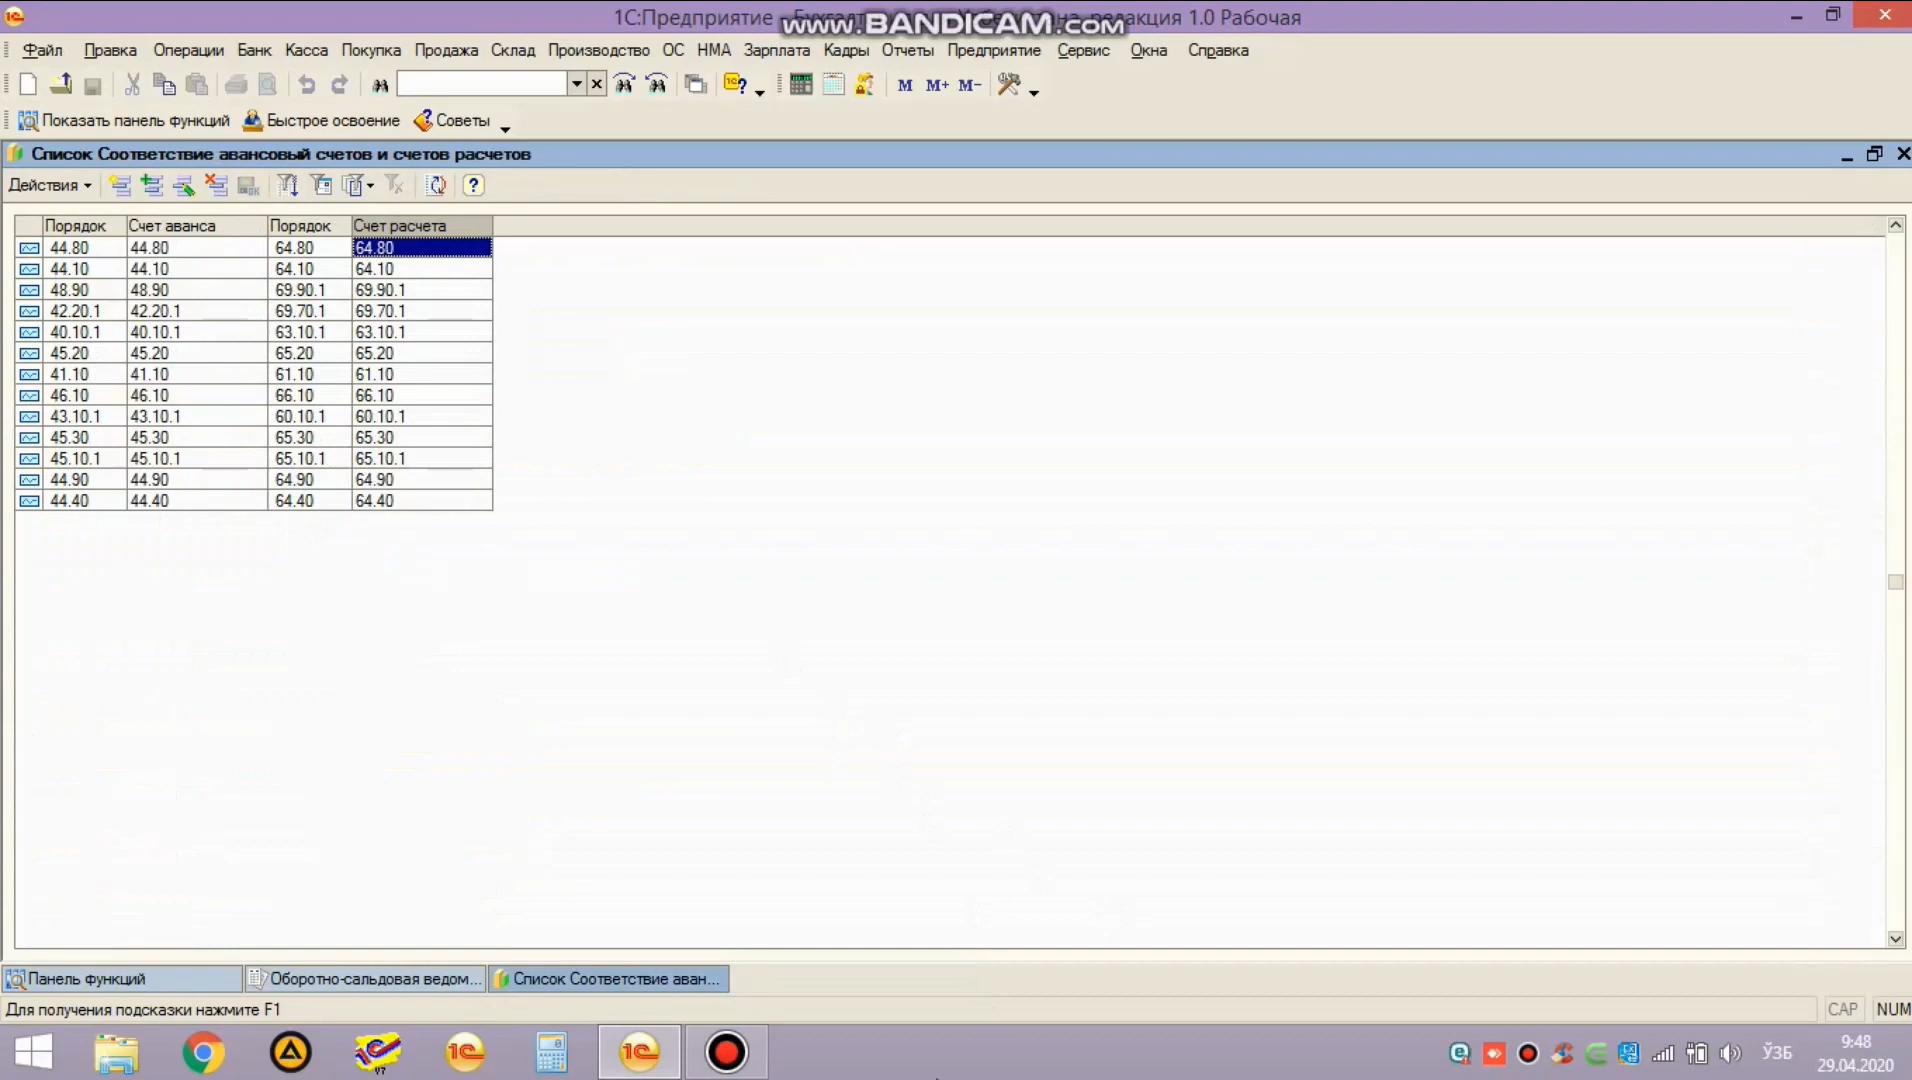 1С:Предприятие - Бухгалт
редакция 1.0 Рабочая
www.BANDICAM.com
Файл Правка Операции Банк Касса Покупка Продажа Склад Производство ОС НМА Зарплата Кадры Отчеты Предприятие Сервис Окна Справка
M M+ M-
Показать панель функций Быстрое освоение Советы
Список Соответствие авансовый счетов и счетов расчетов
Действия
Порядок Счет аванса Порядок Счет расчета
44.80 44.80 64.80 64.80
44.10 44.10 64.10 64.10
48.90 48.90 69.90.1 69.90.1
42.20.1 42.20.1 69.70.1 69.70.1
40.10.1 40.10.1 63.10.1 63.10.1
45.20 45.20 65.20 65.20
41.10 41.10 61.10 61.10
46.10 46.10 66.10 66.10
43.10.1 43.10.1 60.10.1 60.10.1
45.30 45.30 65.30 65.30
45.10.1 45.10.1 65.10.1 65.10.1
44.90 44.90 64.90 64.90
44.40 44.40 64.40 64.40
Панель функций Оборотно-сальдовая ведом... Список Соответствие аван...
Для получения подсказки нажмите F1 CAP NUM
ЎЗБ 9:48
29.04.2020